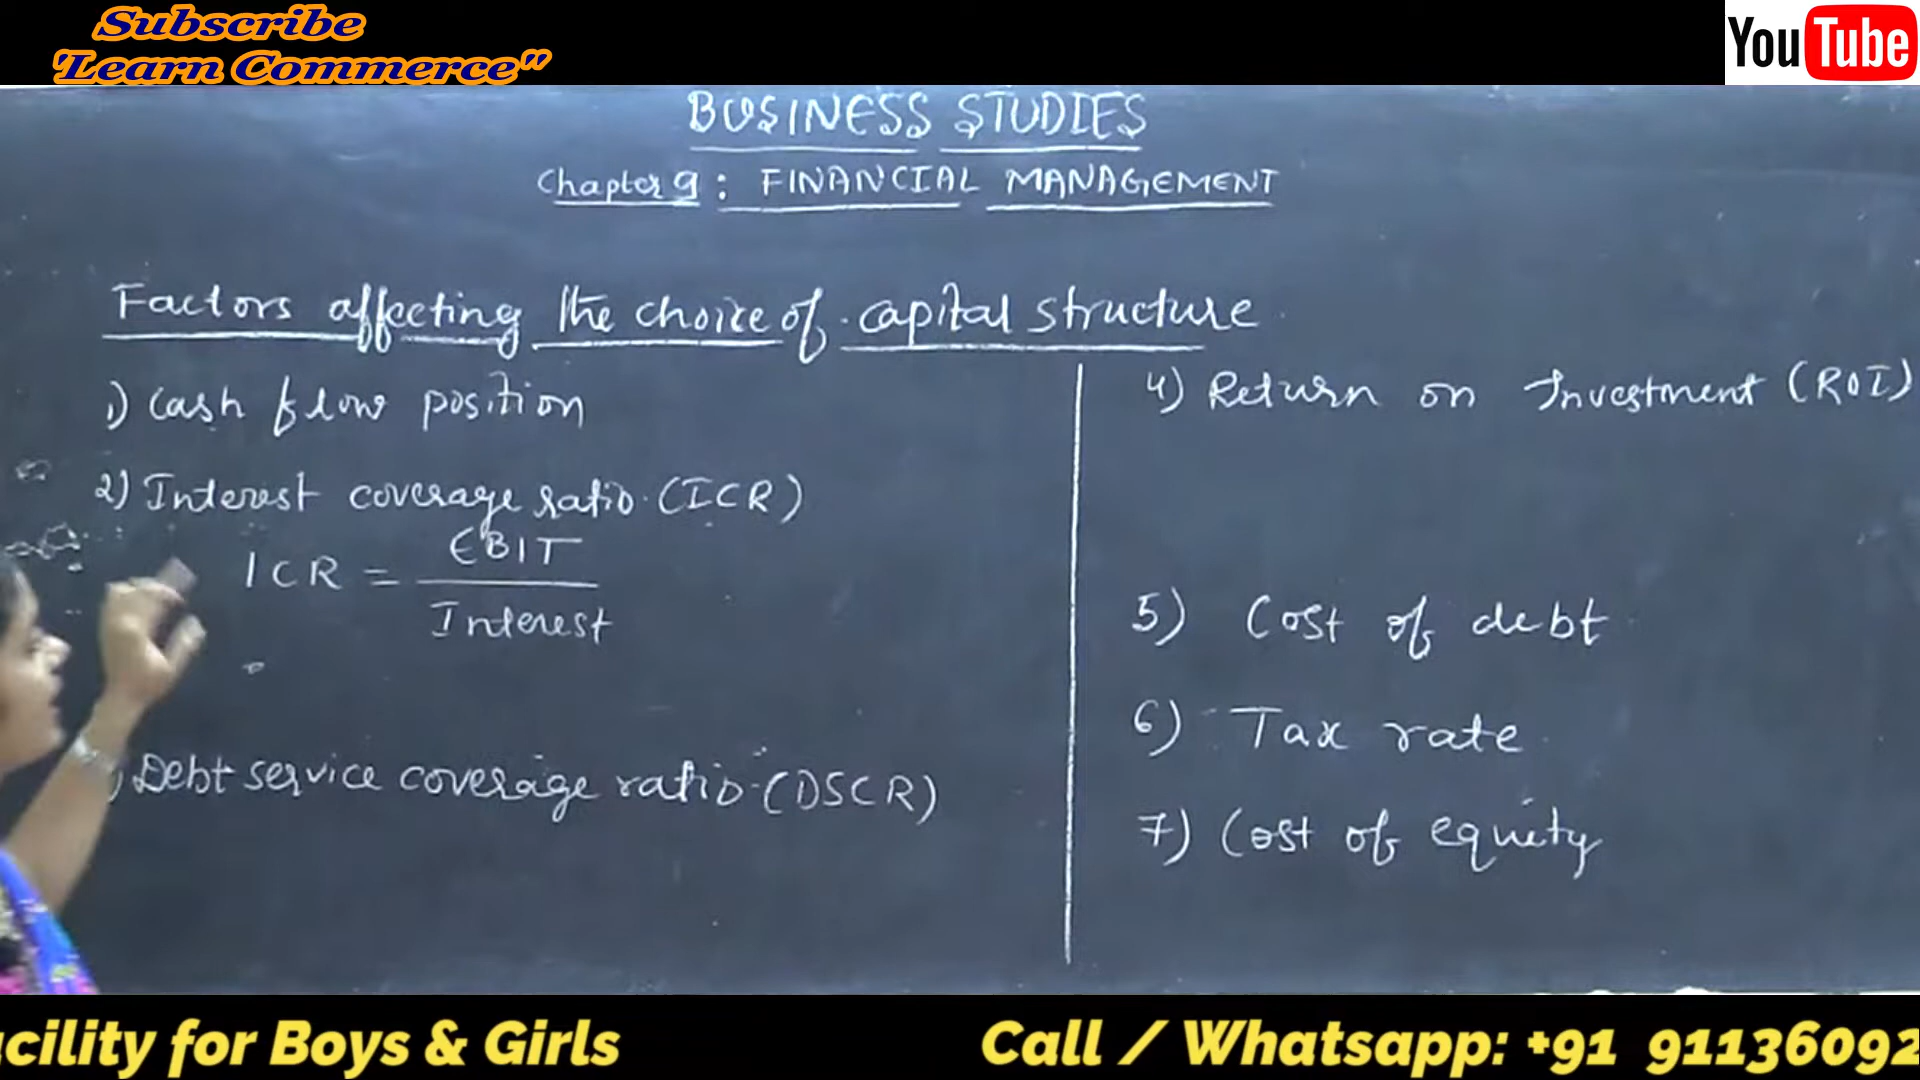 Subscribe
"Learn Commerce"
YouTube
BUSINESS STUDIES
Chapter 9: FINANCIAL MANAGEMENT
Factors affecting the choice of capital structure
1) Cash flow position
2) Interest coverage ratio (ICR)
ICR = EBIT
Interest
) Debt service coverage ratio (DSCR)
4) Return on Investment (ROI)
5) Cost of debt
6) Tax rate
7) Cost of equity
cility for Boys & Girls
Call / Whatsapp: +91 91136092